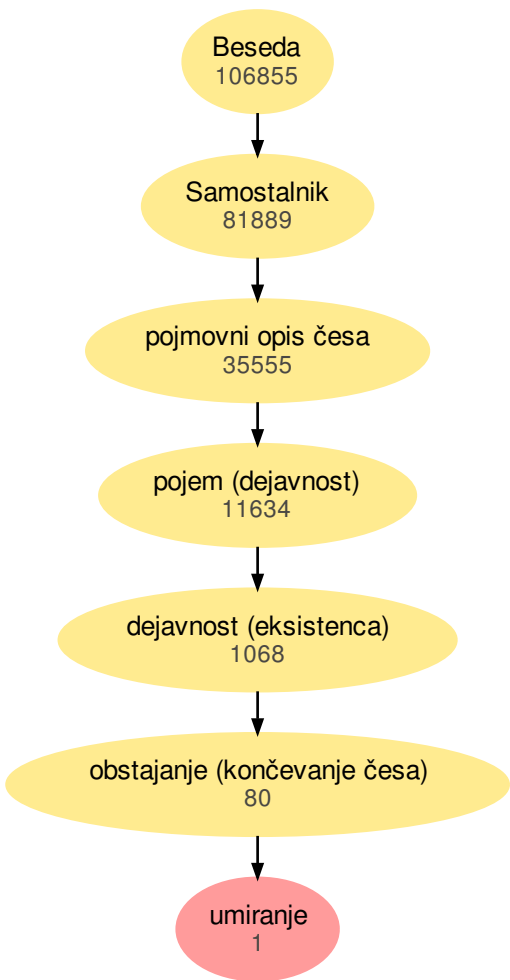 Beseda
106855
Samostalnik
81889
pojmovni opis česa
35555
pojem (dejavnost)
11634
dejavnost (eksistenca)
1068
obstajanje (končevanje česa)
80
umiranje
1